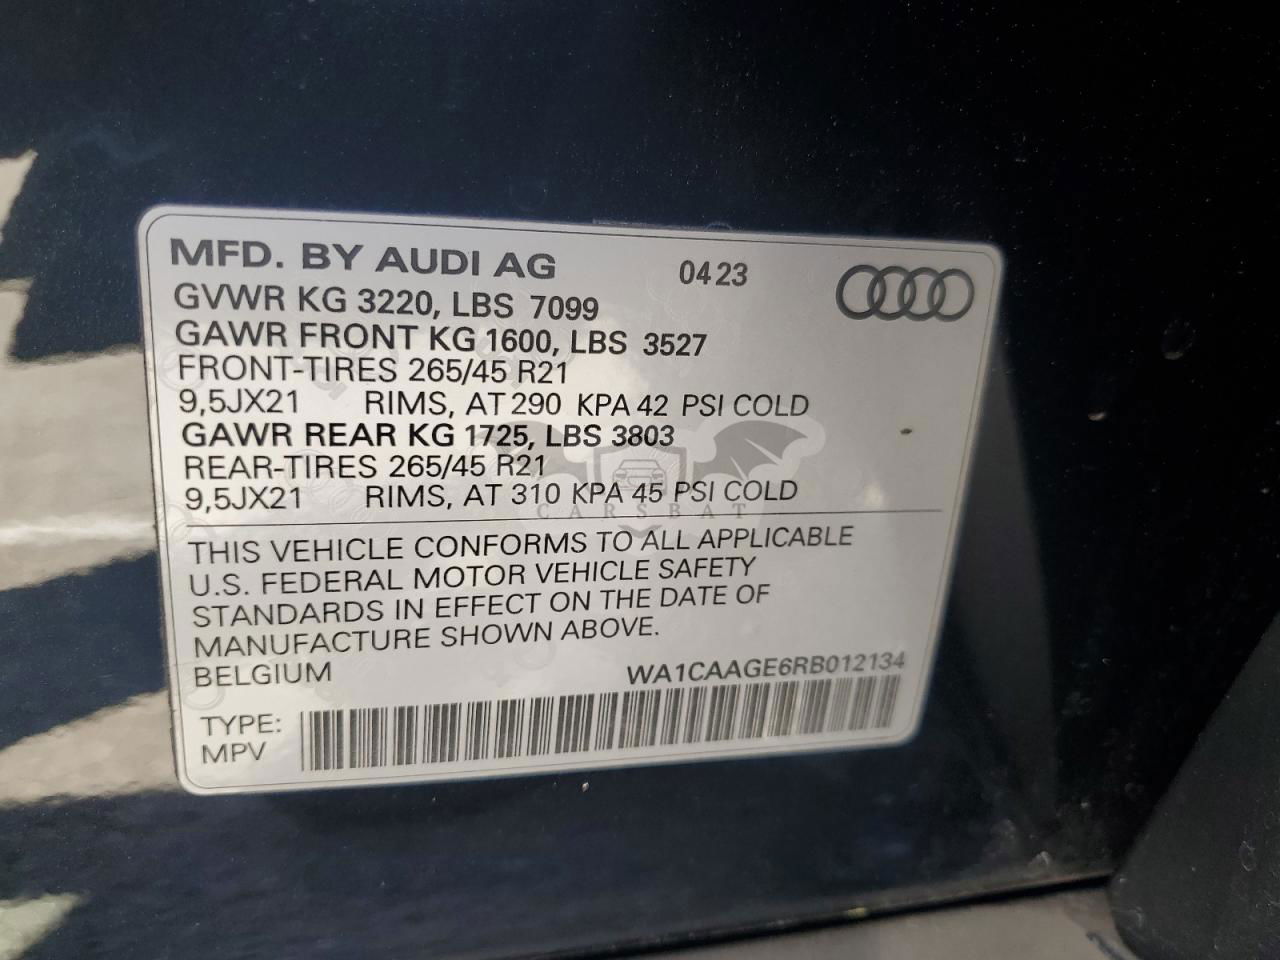 MFD. BY AUDI AG 0423
GVWR KG 3220, LBS 7099
GAWR FRONT KG 1600, LBS 3527
FRONT-TIRES 265/45 R21
9,5JX21 RIMS, AT 290 KPA 42 PSI COLD
GAWR REAR KG 1725, LBS 3803
REAR-TIRES 265/45 R21
9,5JX21 RIMS, AT 310 KPA 45 PSI COLD
CARSBAT
THIS VEHICLE CONFORMS TO ALL APPLICABLE
U.S. FEDERAL MOTOR VEHICLE SAFETY
STANDARDS IN EFFECT ON THE DATE OF
MANUFACTURE SHOWN ABOVE.
BELGIUM WA1CAAGE6RB012134
TYPE:
MPV